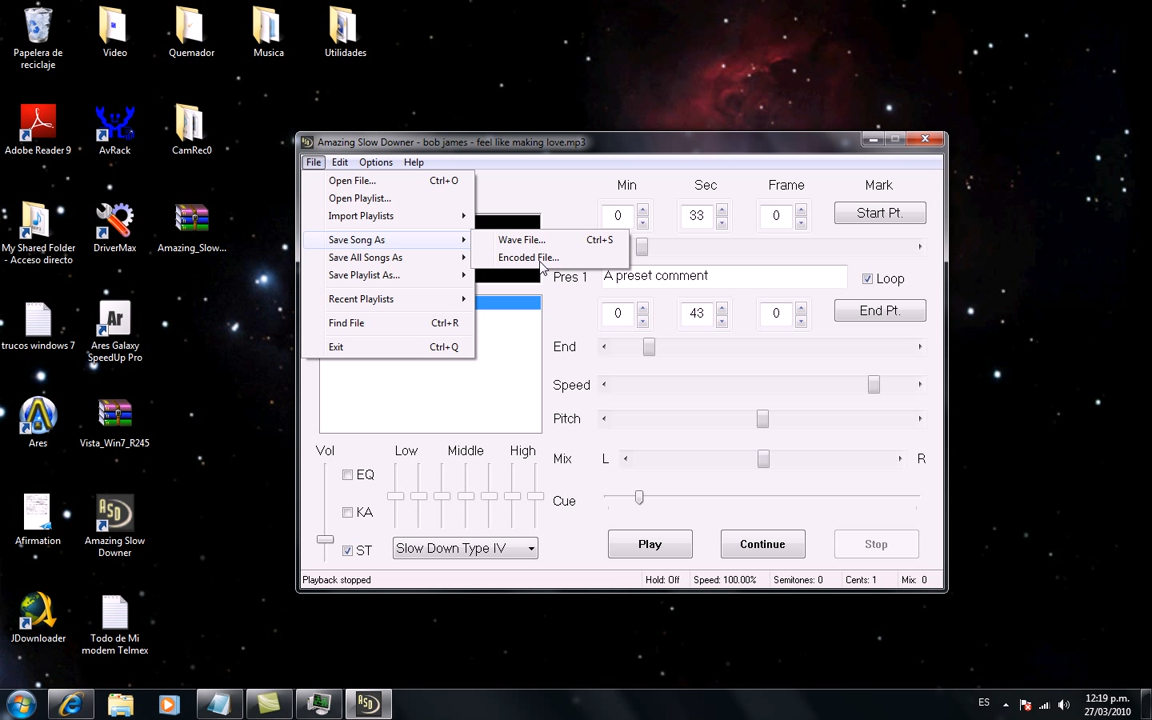 Papelera de
reciclaje
Video
Quemador
Musica
Utilidades
Adobe Reader 9
AvRack
CamRec0
My Shared Folder
- Acceso directo
DriverMax
Amazing_Slow...
trucos windows 7
Ar
Ares Galaxy
SpeedUp Pro
Ares
Vista_Win7_R245
Afirmation
ASD
Amazing Slow
Downer
JDownloader
Todo de Mi
modem Telmex
Amazing Slow Downer - bob james - feel like making love.mp3
File Edit Options Help
Open File... Ctrl+O
Open Playlist...
Import Playlists
Save Song As
Save All Songs As
Save Playlist As...
Recent Playlists
Find File Ctrl+R
Exit Ctrl+Q
Wave File... Ctrl+S
Encoded File...
Min Sec Frame Mark
0 33 0 Start Pt.
Pres 1 A preset comment Loop
0 43 0 End Pt.
End
Speed
Pitch
Mix L R
Cue
Vol Low Middle High
EQ
KA
ST Slow Down Type IV
Play Continue Stop
Playback stopped Hold: Off Speed: 100.00% Semitones: 0 Cents: 1 Mix: 0
ASD
ES
12:19 p.m.
27/03/2010